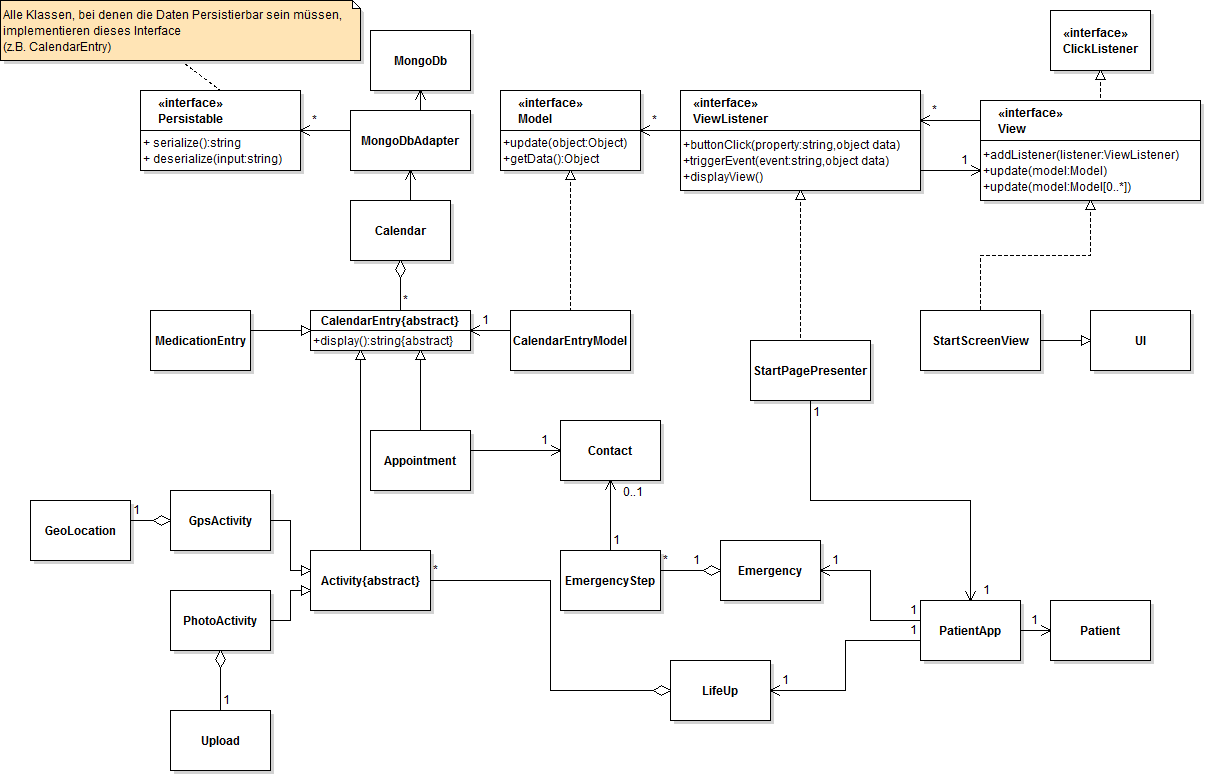 Alle Klassen, bei denen die Daten Persistierbar sein müssen,
implementieren dieses Interface
(z.B. CalendarEntry)
MongoDb
«interface»
ClickListener
«interface»
Persistable
+ serialize():string
+ deserialize(input:string)
*
MongoDbAdapter
«interface»
Model
+update(object:Object)
+getData():Object
*
«interface»
ViewListener
+buttonClick(property:string,object data)
+triggerEvent(event:string,object data)
+displayView()
*
1
«interface»
View
+addListener(listener:ViewListener)
+update(model:Model)
+update(model:Model[0..*])
Calendar
*
MedicationEntry
CalendarEntry{abstract}
+display():string{abstract}
1
CalendarEntryModel
StartPagePresenter
1
StartScreenView
UI
Appointment
1
Contact
0..1
1
GeoLocation
1
GpsActivity
Activity{abstract}
*
EmergencyStep
*
1
Emergency
1
1
1
1
PatientApp
1
Patient
PhotoActivity
1
Upload
LifeUp
1